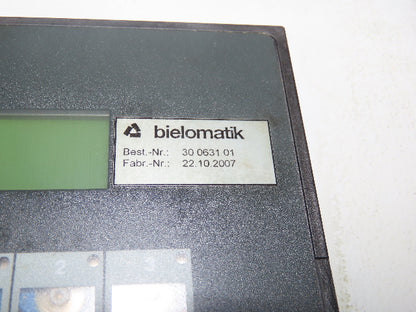 bielomatik
Best.-Nr.: 30 0631 01
Fabr.-Nr.: 22.10.2007
2 3